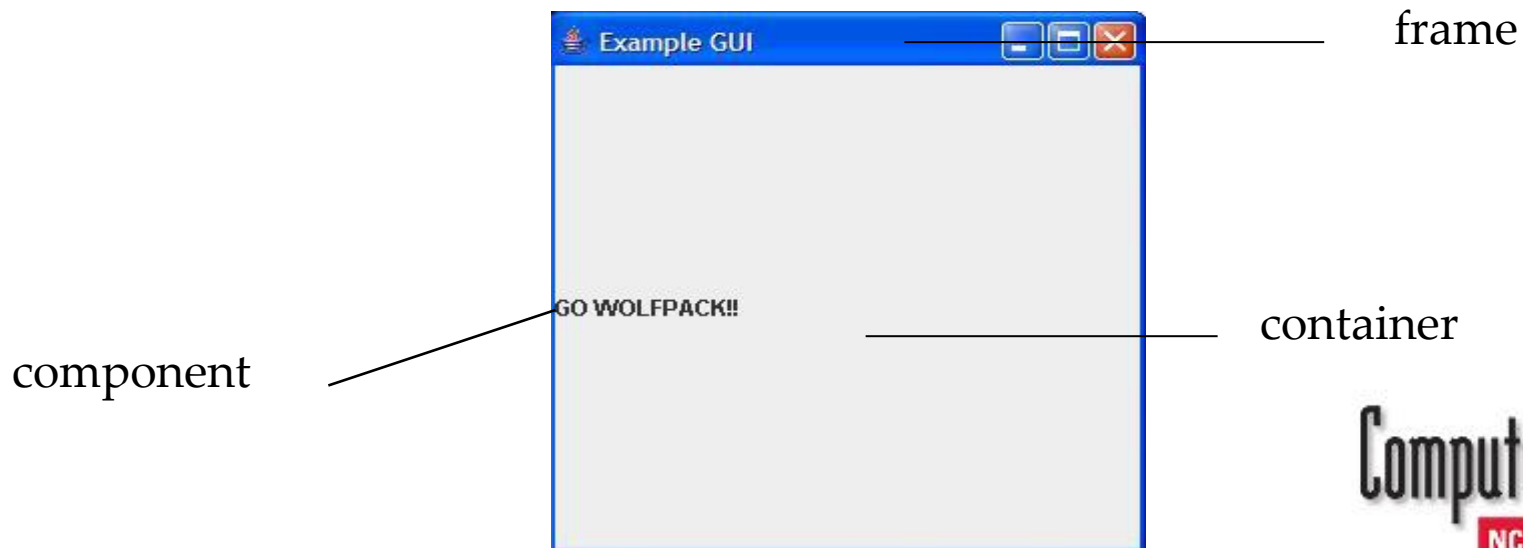 frame
Example GUI
GO WOLFPACK!!
container
component
Comput
NC